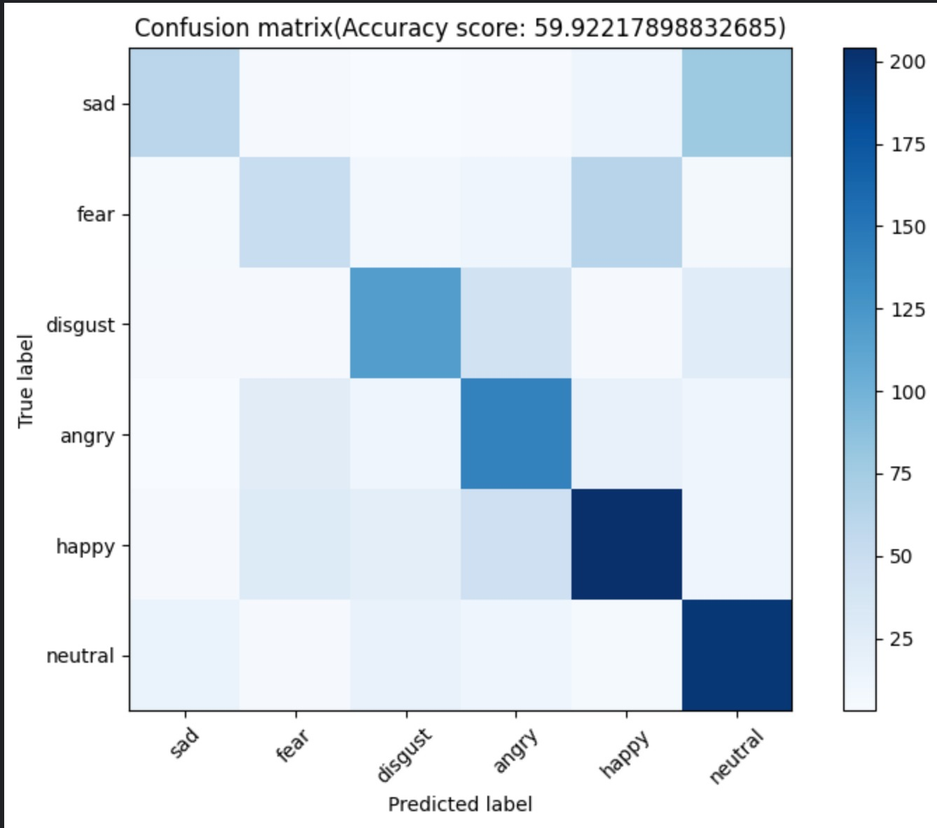 Confusion matrix(Accuracy score: 59.92217898832685)
True label
sad
fear
disgust
angry
happy
neutral
sad
fear
disgust
angry
happy
neutral
Predicted label
200
175
150
125
100
75
50
25